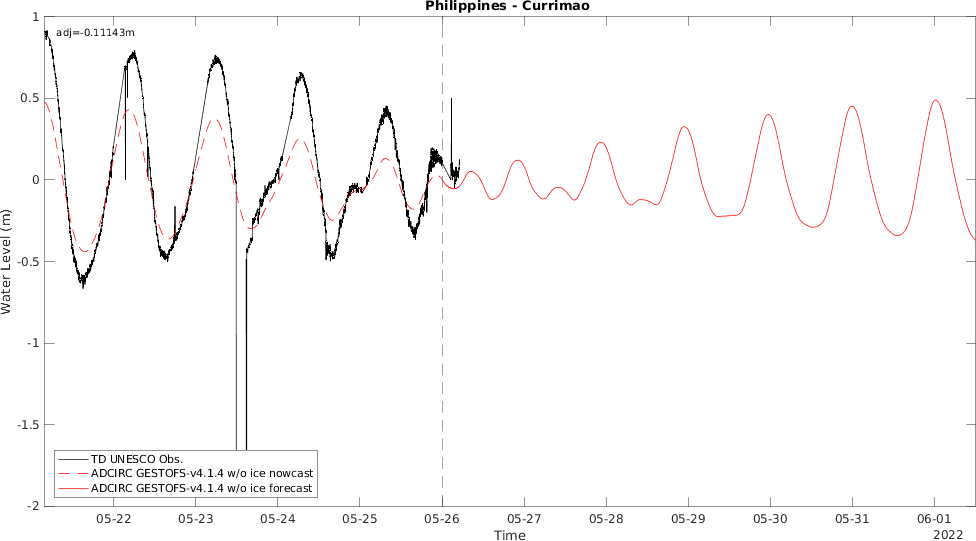 Philippines - Currimao
adj=-0.11143m
1
0.5
0
-0.5
-1
-1.5
-2
Water Level (m)
TD UNESCO Obs.
ADCIRC GESTOFS-v4.1.4 w/o ice nowcast
ADCIRC GESTOFS-v4.1.4 w/o ice forecast
05-22 05-23 05-24 05-25 05-26 05-27 05-28 05-29 05-30 05-31 06-01
Time
2022